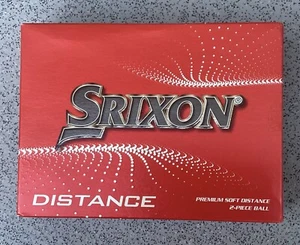 SRIXON®
DISTANCE
PREMIUM SOFT DISTANCE
2-PIECE BALL